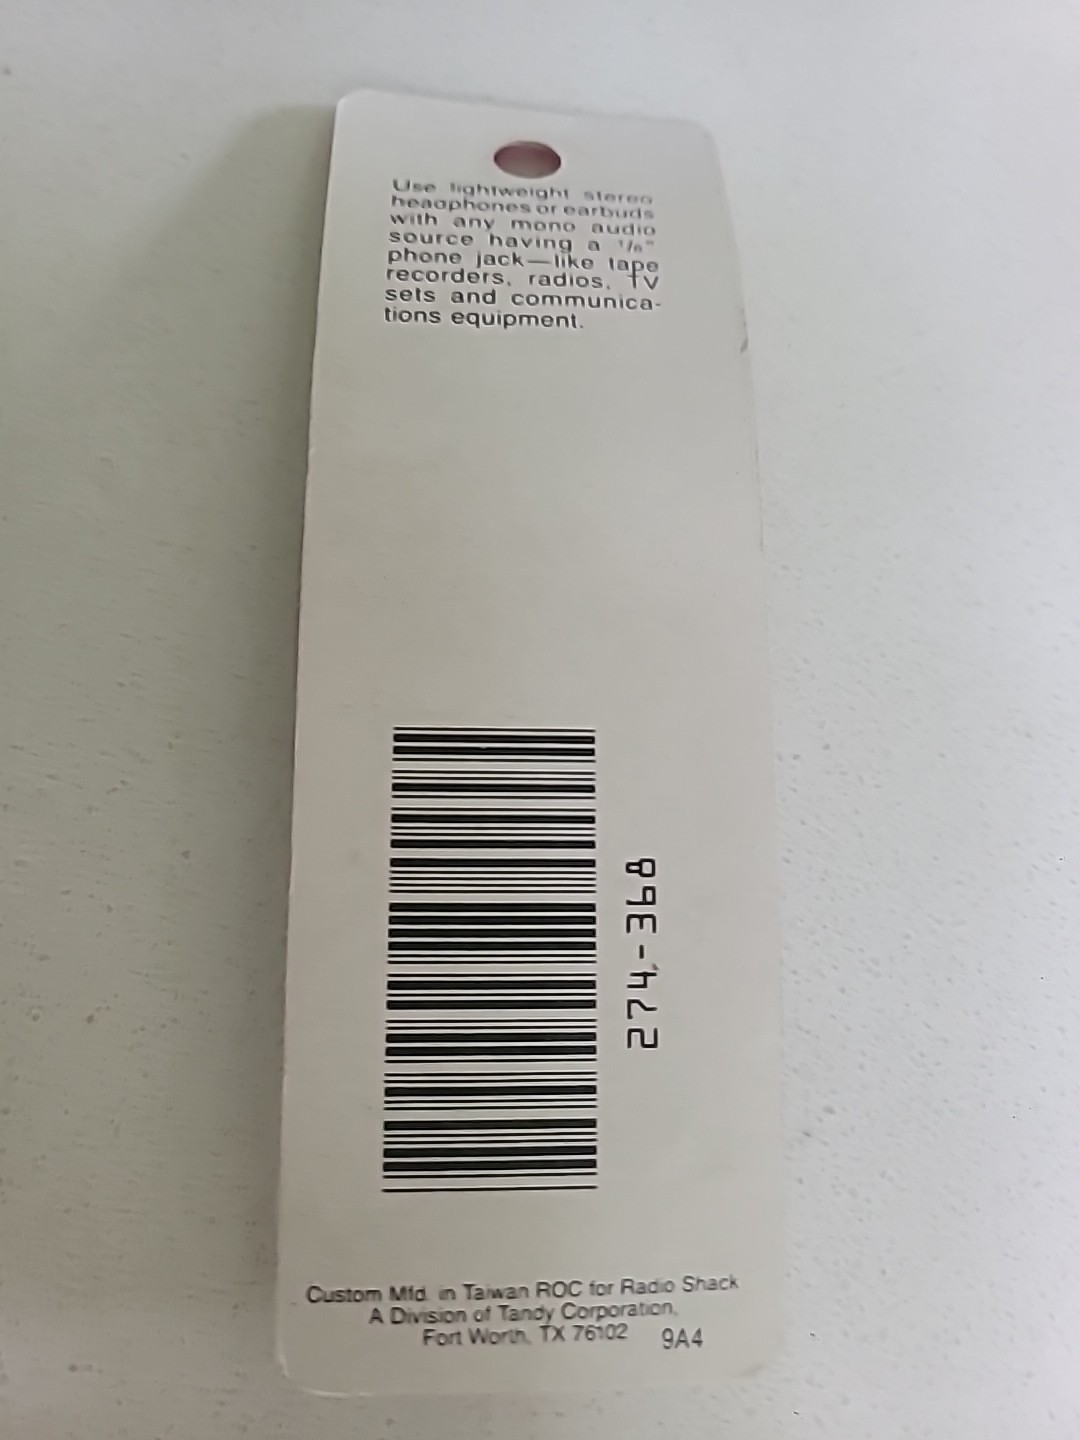 Use lightweight stereo
headphones or earbuds
with any mono audio
source having a 1/8"
phone jack—like tape
recorders, radios, TV
sets and communica-
tions equipment.
274-398
Custom Mfd. in Taiwan ROC for Radio Shack
A Division of Tandy Corporation,
Fort Worth, TX 76102 9A4